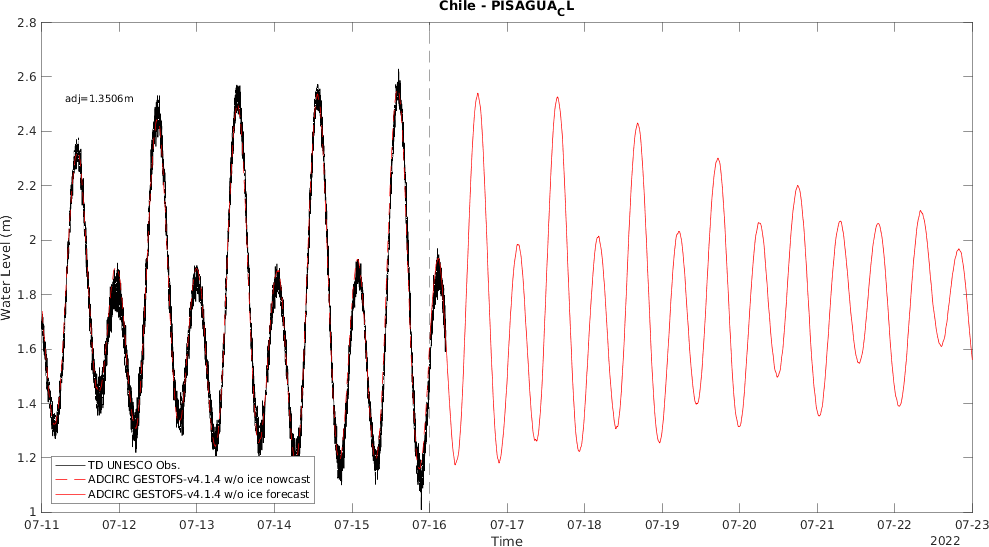 Chile - PISAGUA_CL
2.8
2.6
adj=1.3506m
2.4
2.2
2
1.8
1.6
1.4
1.2
1
Water Level (m)
TD UNESCO Obs.
ADCIRC GESTOFS-v4.1.4 w/o ice nowcast
ADCIRC GESTOFS-v4.1.4 w/o ice forecast
07-11 07-12 07-13 07-14 07-15 07-16 07-17 07-18 07-19 07-20 07-21 07-22 07-23
Time
2022